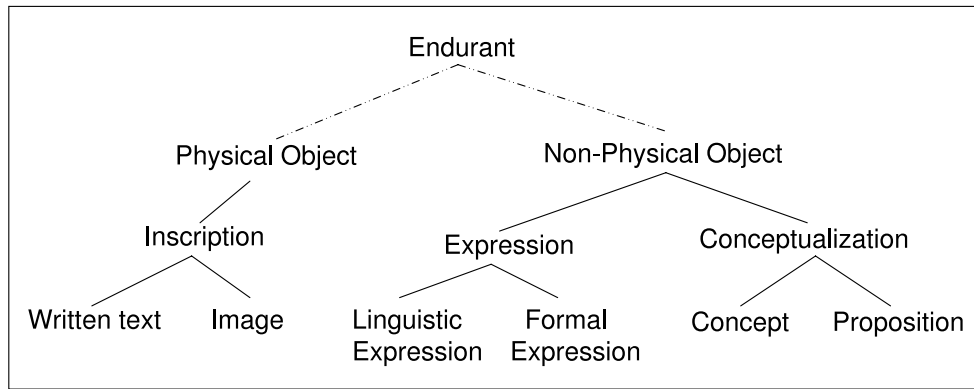 Endurant
Physical Object Non-Physical Object
Inscription Expression Conceptualization
Written text Image Linguistic Formal Concept Proposition
Expression Expression